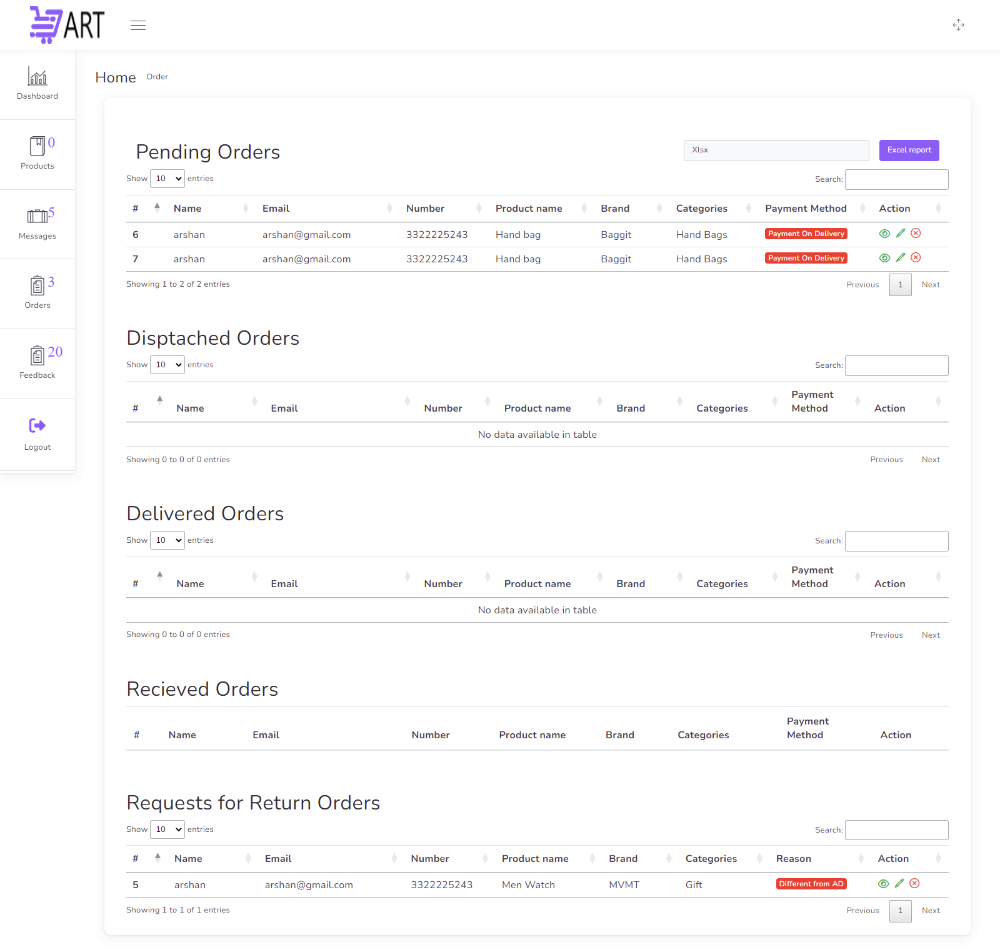 ART
Dashboard
0
Products
5
Messages
3
Orders
20
Feedback
Logout
Home Order
Pending Orders Xlsx Excel report
Show 10 entries Search:
# Name Email Number Product name Brand Categories Payment Method Action
6 arshan arshan@gmail.com 3322225243 Hand bag Baggit Hand Bags Payment On Delivery
7 arshan arshan@gmail.com 3322225243 Hand bag Baggit Hand Bags Payment On Delivery
Showing 1 to 2 of 2 entries Previous 1 Next
Disptached Orders
Show 10 entries Search:
# Name Email Number Product name Brand Categories Payment Method Action
No data available in table
Showing 0 to 0 of 0 entries Previous Next
Delivered Orders
Show 10 entries Search:
# Name Email Number Product name Brand Categories Payment Method Action
No data available in table
Showing 0 to 0 of 0 entries Previous Next
Recieved Orders
# Name Email Number Product name Brand Categories Payment Method Action
Requests for Return Orders
Show 10 entries Search:
# Name Email Number Product name Brand Categories Reason Action
5 arshan arshan@gmail.com 3322225243 Men Watch MVMT Gift Different from AD
Showing 1 to 1 of 1 entries Previous 1 Next